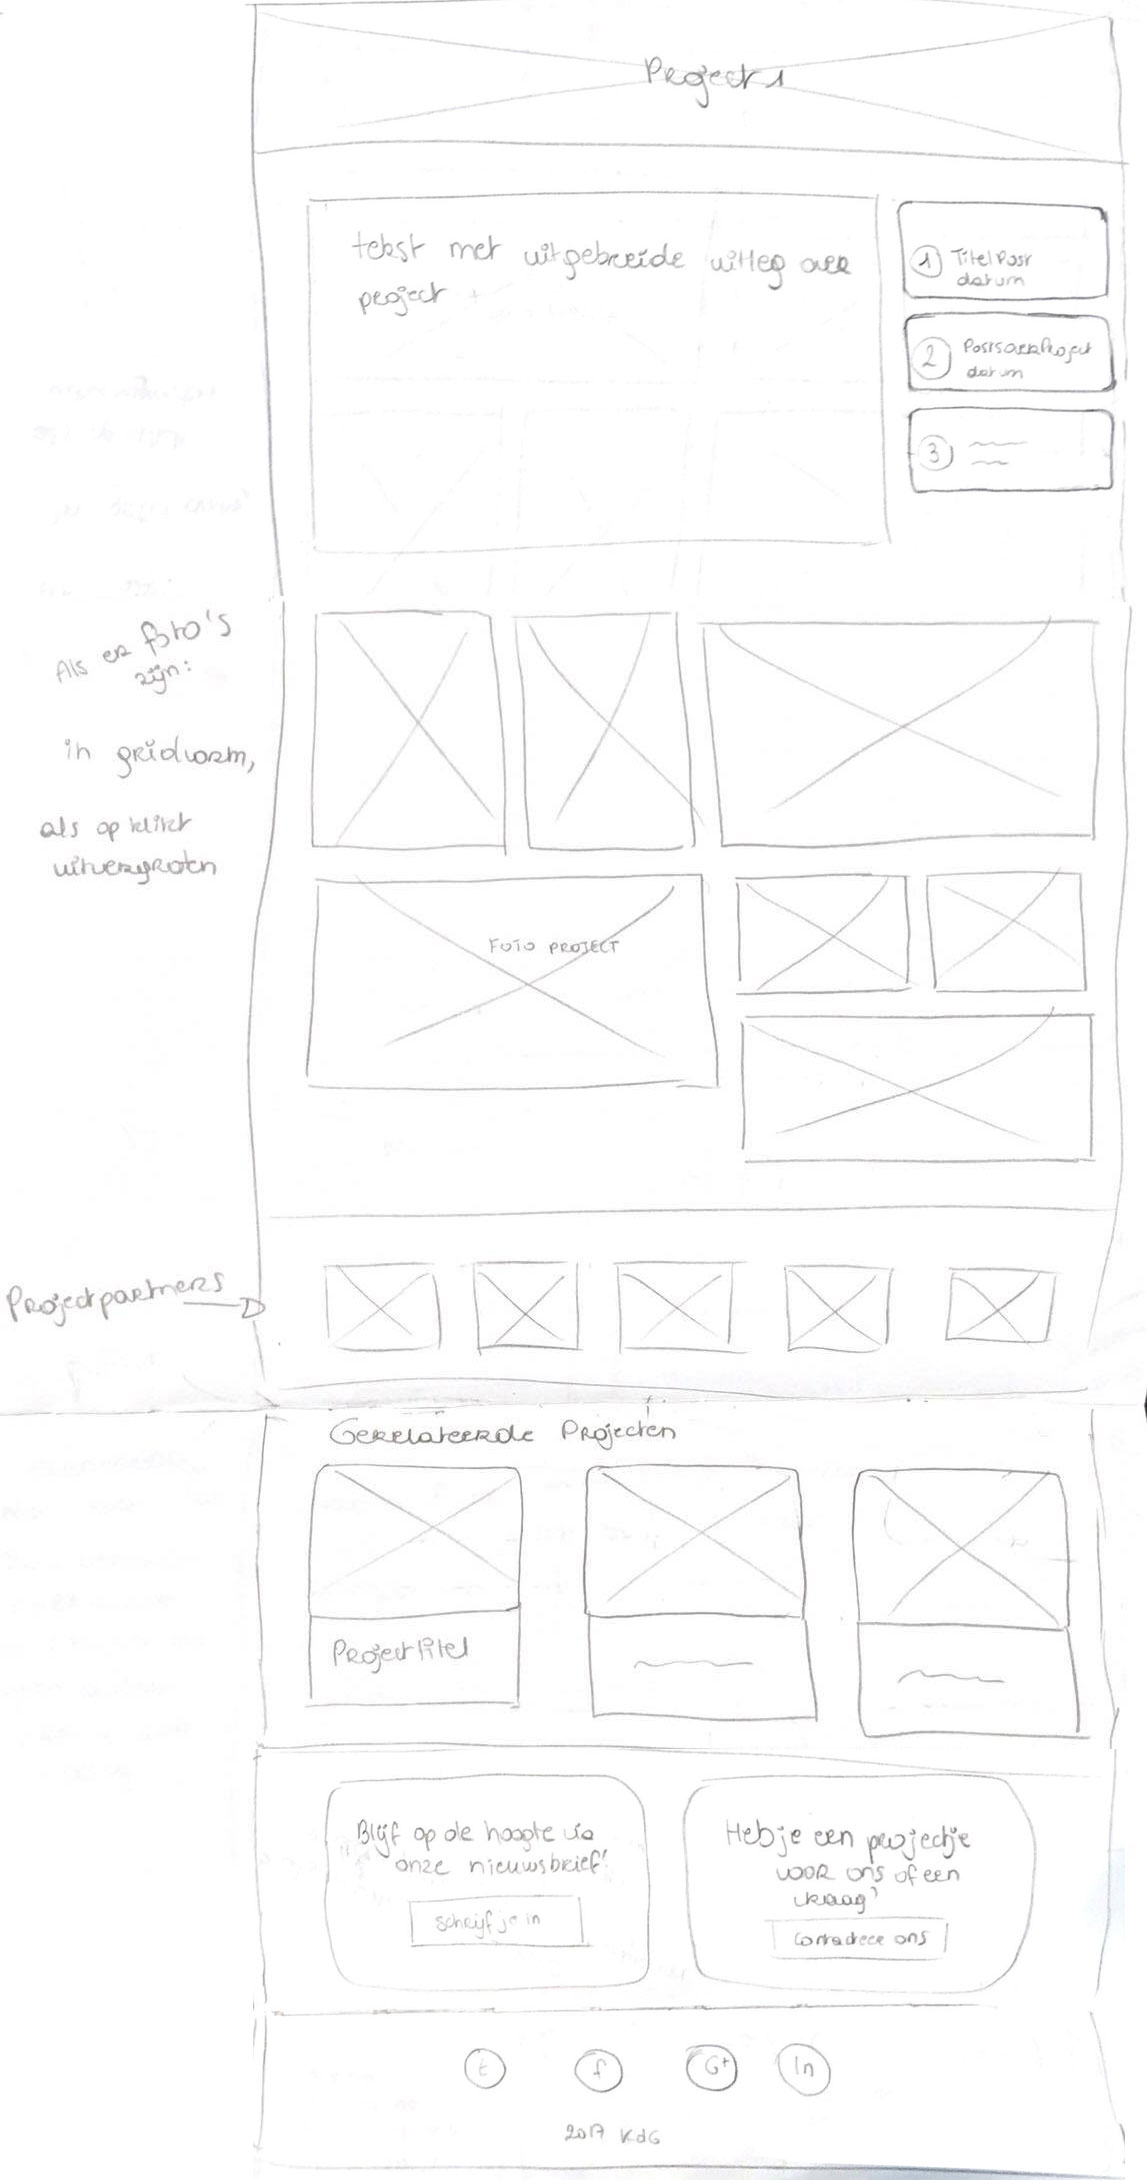 Project 1
tekst met uitgebreide uitleg over
project
1 Titel Post
datum
2 Posts over Project
datum
3
Als er foto's
zijn:
in gridvorm,
als op klikt
uitvergroten
FOTO PROJECT
Projectpartners
Gerelateerde Projecten
Projecttitel
Blijf op de hoogte via
onze nieuwsbrief!
Schrijf je in
Heb je een projectje
voor ons of een
vraag?
Contacteer ons
t f G+ In
2017 KdG